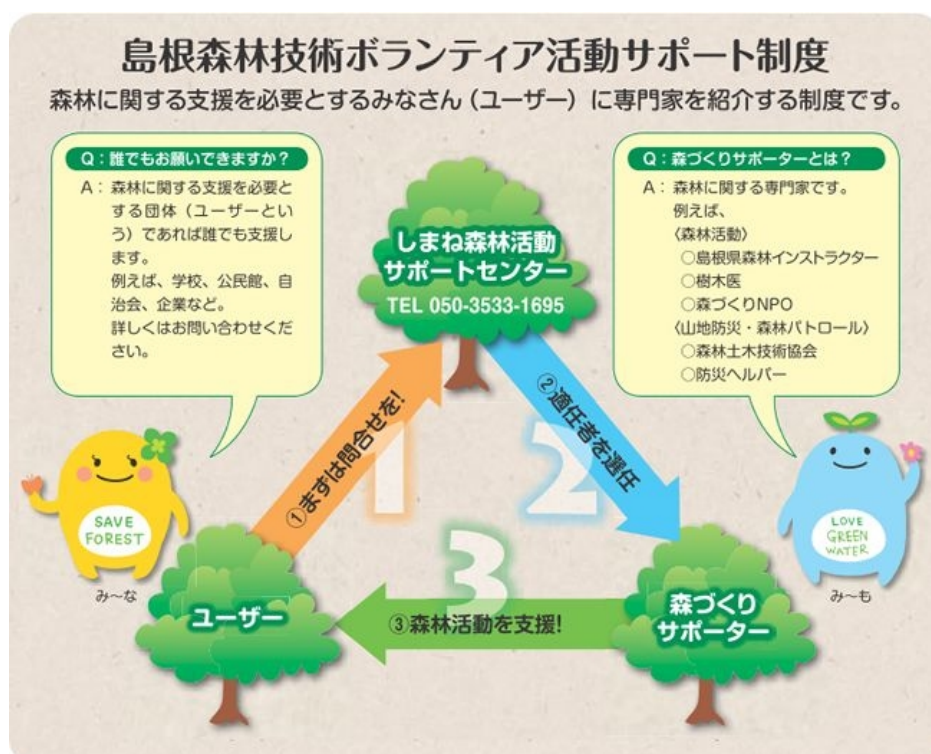 島根森林技術ボランティア活動サポート制度
森林に関する支援を必要とするみなさん(ユーザー)に専門家を紹介する制度です。
Q:誰でもお願いできますか?
A:森林に関する支援を必要と
する団体(ユーザーとい
う)であれば誰でも支援し
ます。
例えば、学校、公民館、自
治会、企業など。
詳しくはお問い合わせくだ
さい。
しまね森林活動
サポートセンター
TEL 050-3533-1695
Q:森づくりサポーターとは?
A:森林に関する専門家です。
例えば、
〈森林活動〉
○島根県森林インストラクター
○樹木医
○森づくりNPO
〈山地防災・森林パトロール〉
○森林土木技術協会
○防災ヘルパー
①まずは問合せを!
1
②適任者を選任
2
SAVE
FOREST
み〜な
LOVE
GREEN
WATER
み〜も
3
ユーザー
③森林活動を支援!
森づくり
サポーター